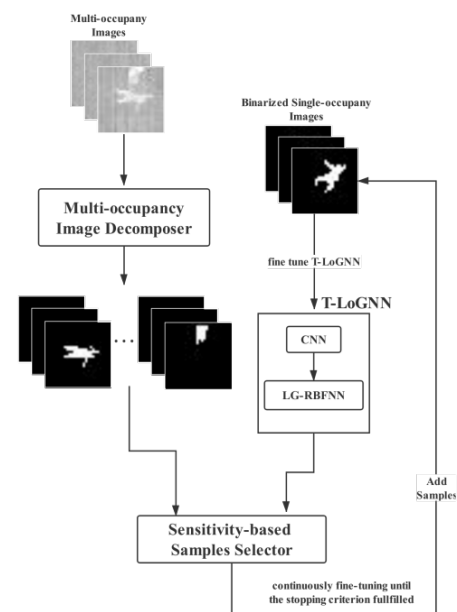 Multi-occupany
Images
Binarized Single-occupany
Images
Multi-occupancy
Image Decomposer
fine tune T-LoGNN
T-LoGNN
CNN
LG-RBFNN
...
Add
Samples
Sensitivity-based
Samples Selector
continuously fine-tuning until
the stopping criterion fullfilled